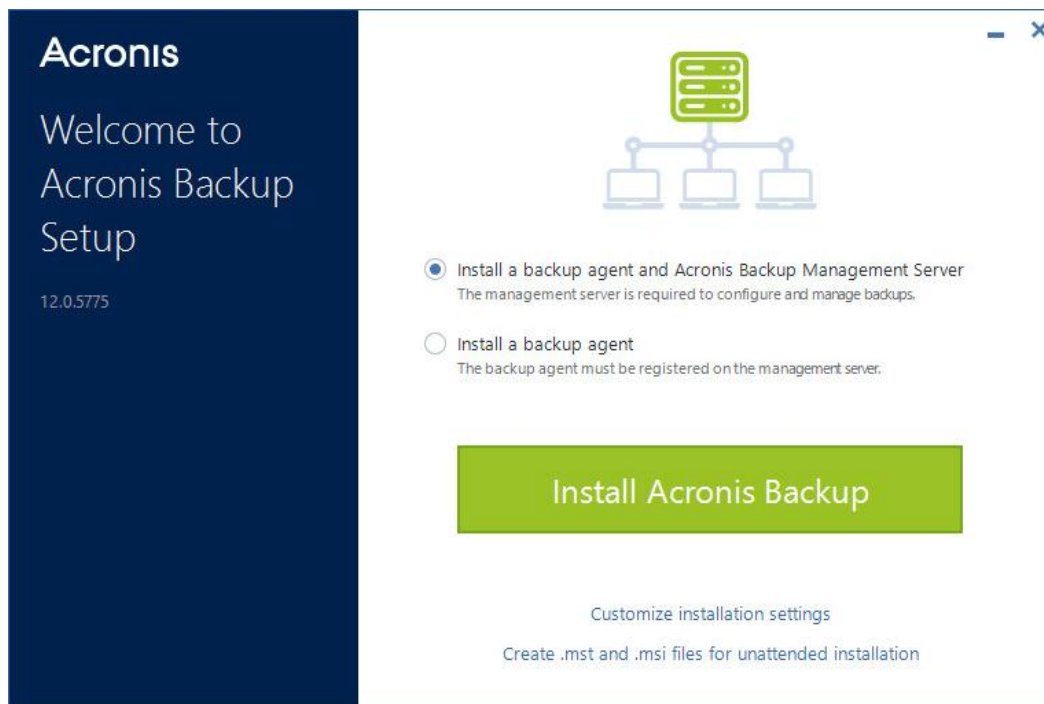 Acronis
Welcome to
Acronis Backup
Setup
12.0.5775
Install a backup agent and Acronis Backup Management Server
The management server is required to configure and manage backups.
Install a backup agent
The backup agent must be registered on the management server.
Install Acronis Backup
Customize installation settings
Create .mst and .msi files for unattended installation